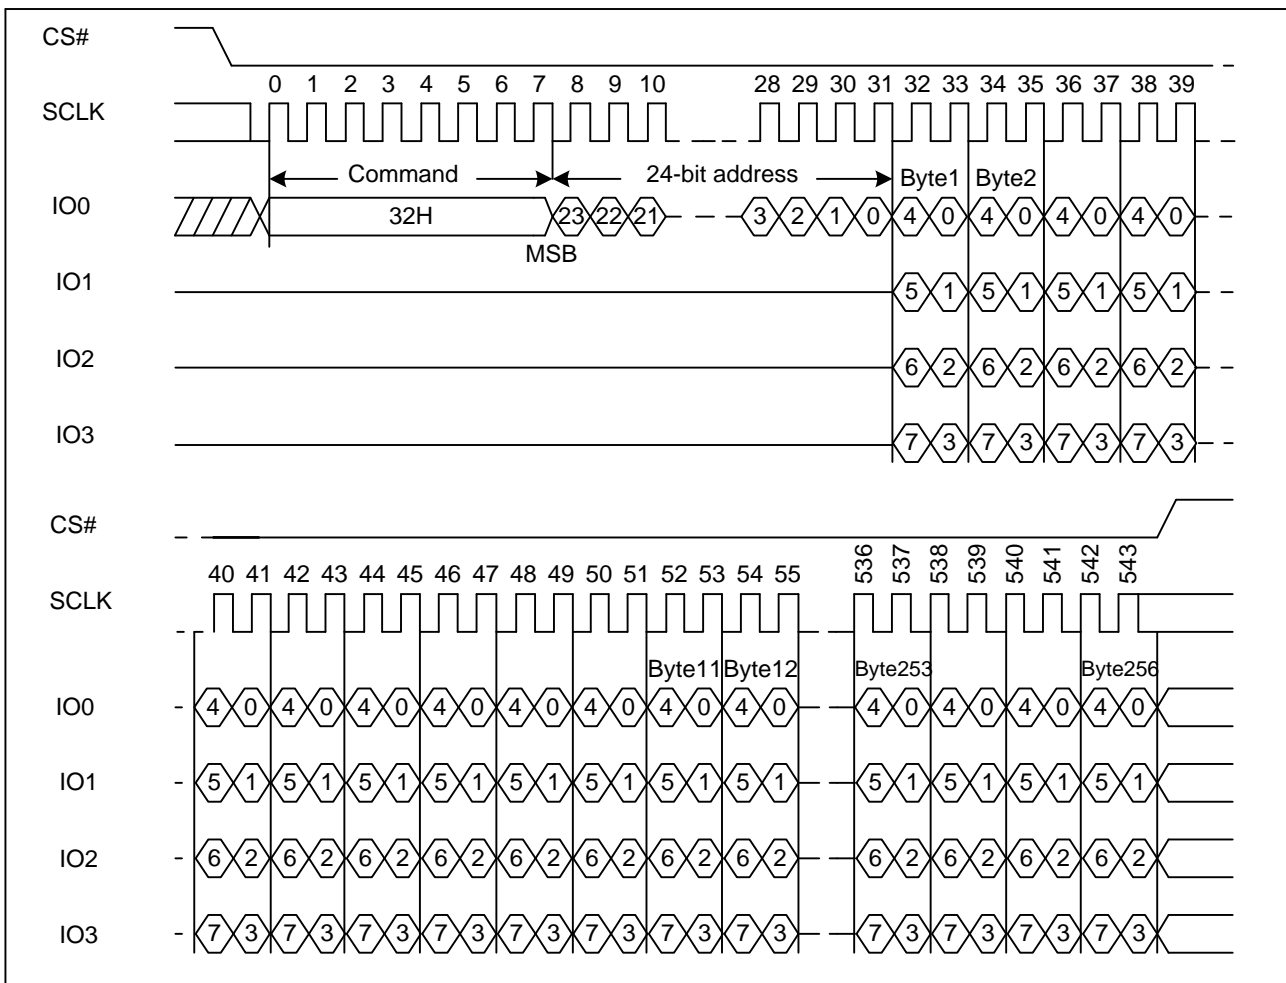 CS#
0 1 2 3 4 5 6 7 8 9 10 28 29 30 31 32 33 34 35 36 37 38 39
SCLK
Command 24-bit address Byte1 Byte2
IO0 32H 23 22 21 3 2 1 0 4 0 4 0 4 0 4 0
MSB
IO1 5 1 5 1 5 1 5 1
IO2 6 2 6 2 6 2 6 2
IO3 7 3 7 3 7 3 7 3
CS#
40 41 42 43 44 45 46 47 48 49 50 51 52 53 54 55 536 537 538 539 540 541 542 543
SCLK
Byte11 Byte12 Byte253 Byte256
IO0 4 0 4 0 4 0 4 0 4 0 4 0 4 0 4 0 4 0 4 0 4 0 4 0
IO1 5 1 5 1 5 1 5 1 5 1 5 1 5 1 5 1 5 1 5 1 5 1 5 1
IO2 6 2 6 2 6 2 6 2 6 2 6 2 6 2 6 2 6 2 6 2 6 2 6 2
IO3 7 3 7 3 7 3 7 3 7 3 7 3 7 3 7 3 7 3 7 3 7 3 7 3